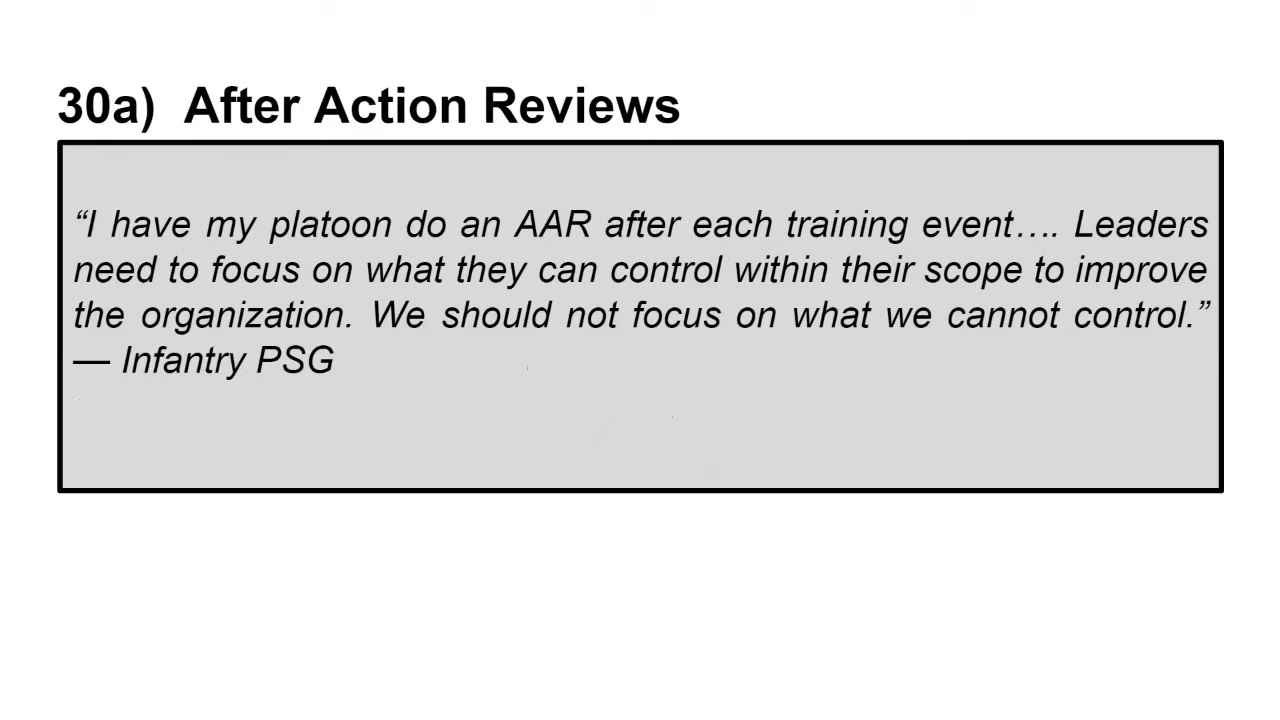 30a)  After Action Reviews
“I have my platoon do an AAR after each training event…. Leaders
need to focus on what they can control within their scope to improve
the organization. We should not focus on what we cannot control.”
— Infantry PSG